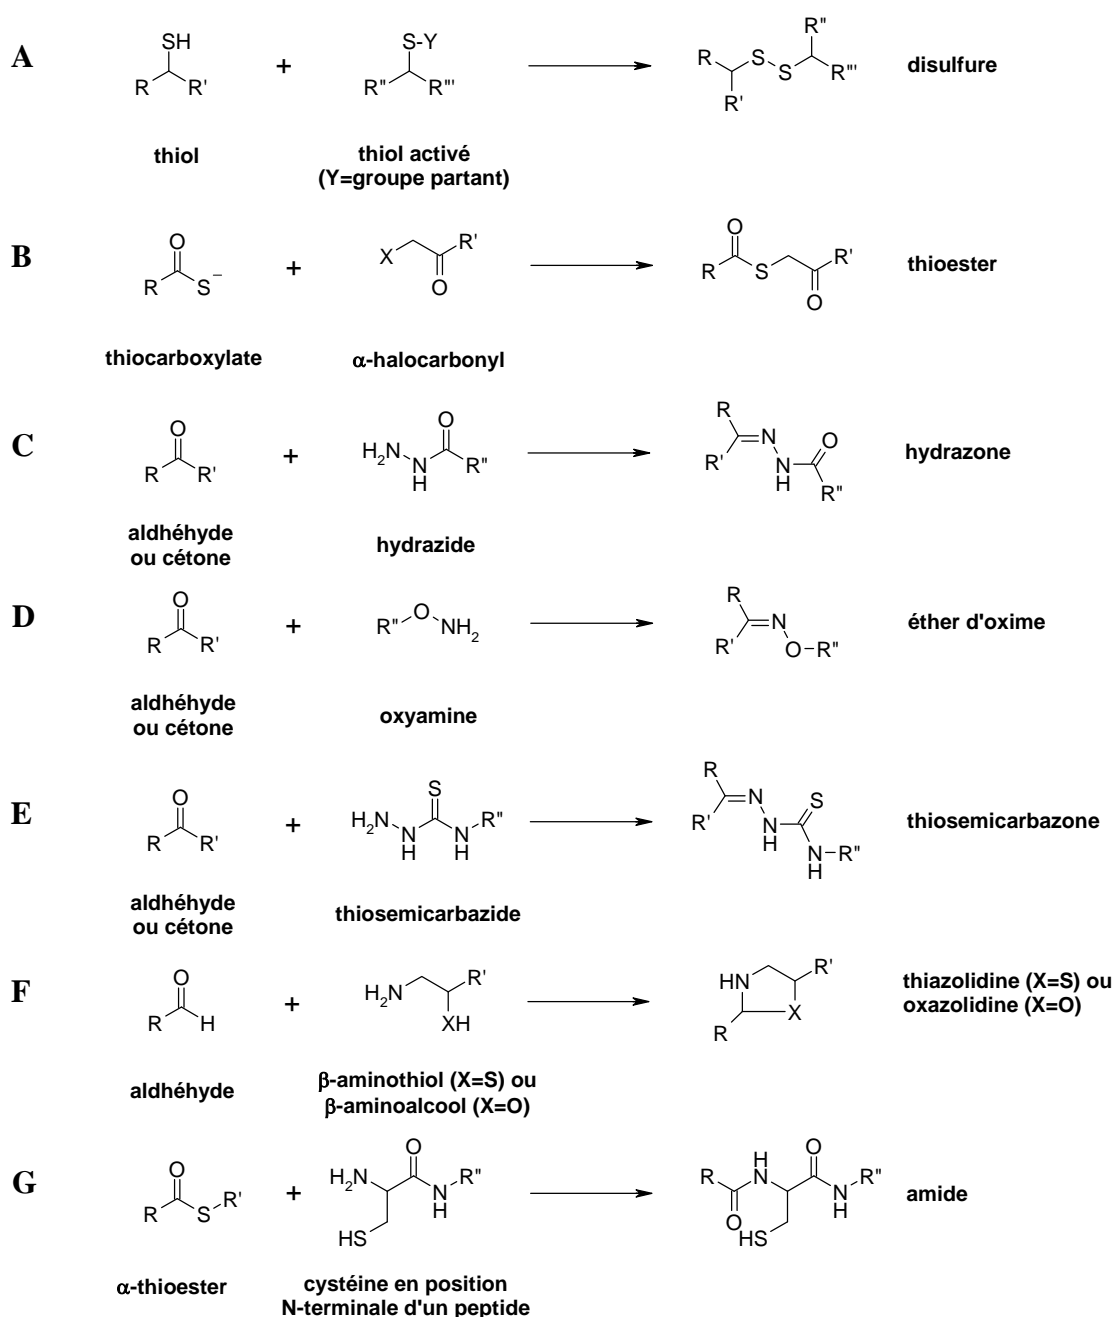 A
SH
R R'
+
S-Y
R" R'"
R S S R" R'" R'
disulfure
thiol
thiol activé
(Y=groupe partant)
B
O
R S –
+
X R' O
O
R S R' O
thioester
thiocarboxylate
α-halocarbonyl
C
O
R R'
+
H2N N H O R"
R R' N NH O R"
hydrazone
aldhéhyde
ou cétone
hydrazide
D
O
R R'
+
R" O NH2
R R' N O–R"
éther d'oxime
aldhéhyde
ou cétone
oxyamine
E
O
R R'
+
H2N N H S N H R"
R R' N N H S N H R"
thiosemicarbazone
aldhéhyde
ou cétone
thiosemicarbazide
F
O
R H
+
H2N R' XH
HN R' R X
thiazolidine (X=S) ou
oxazolidine (X=O)
aldhéhyde
β-aminothiol (X=S) ou
β-aminoalcool (X=O)
G
O
R S R'
+
H2N O N H R" HS
R O H N O N H R" HS
amide
α-thioester
cystéine en position
N-terminale d'un peptide